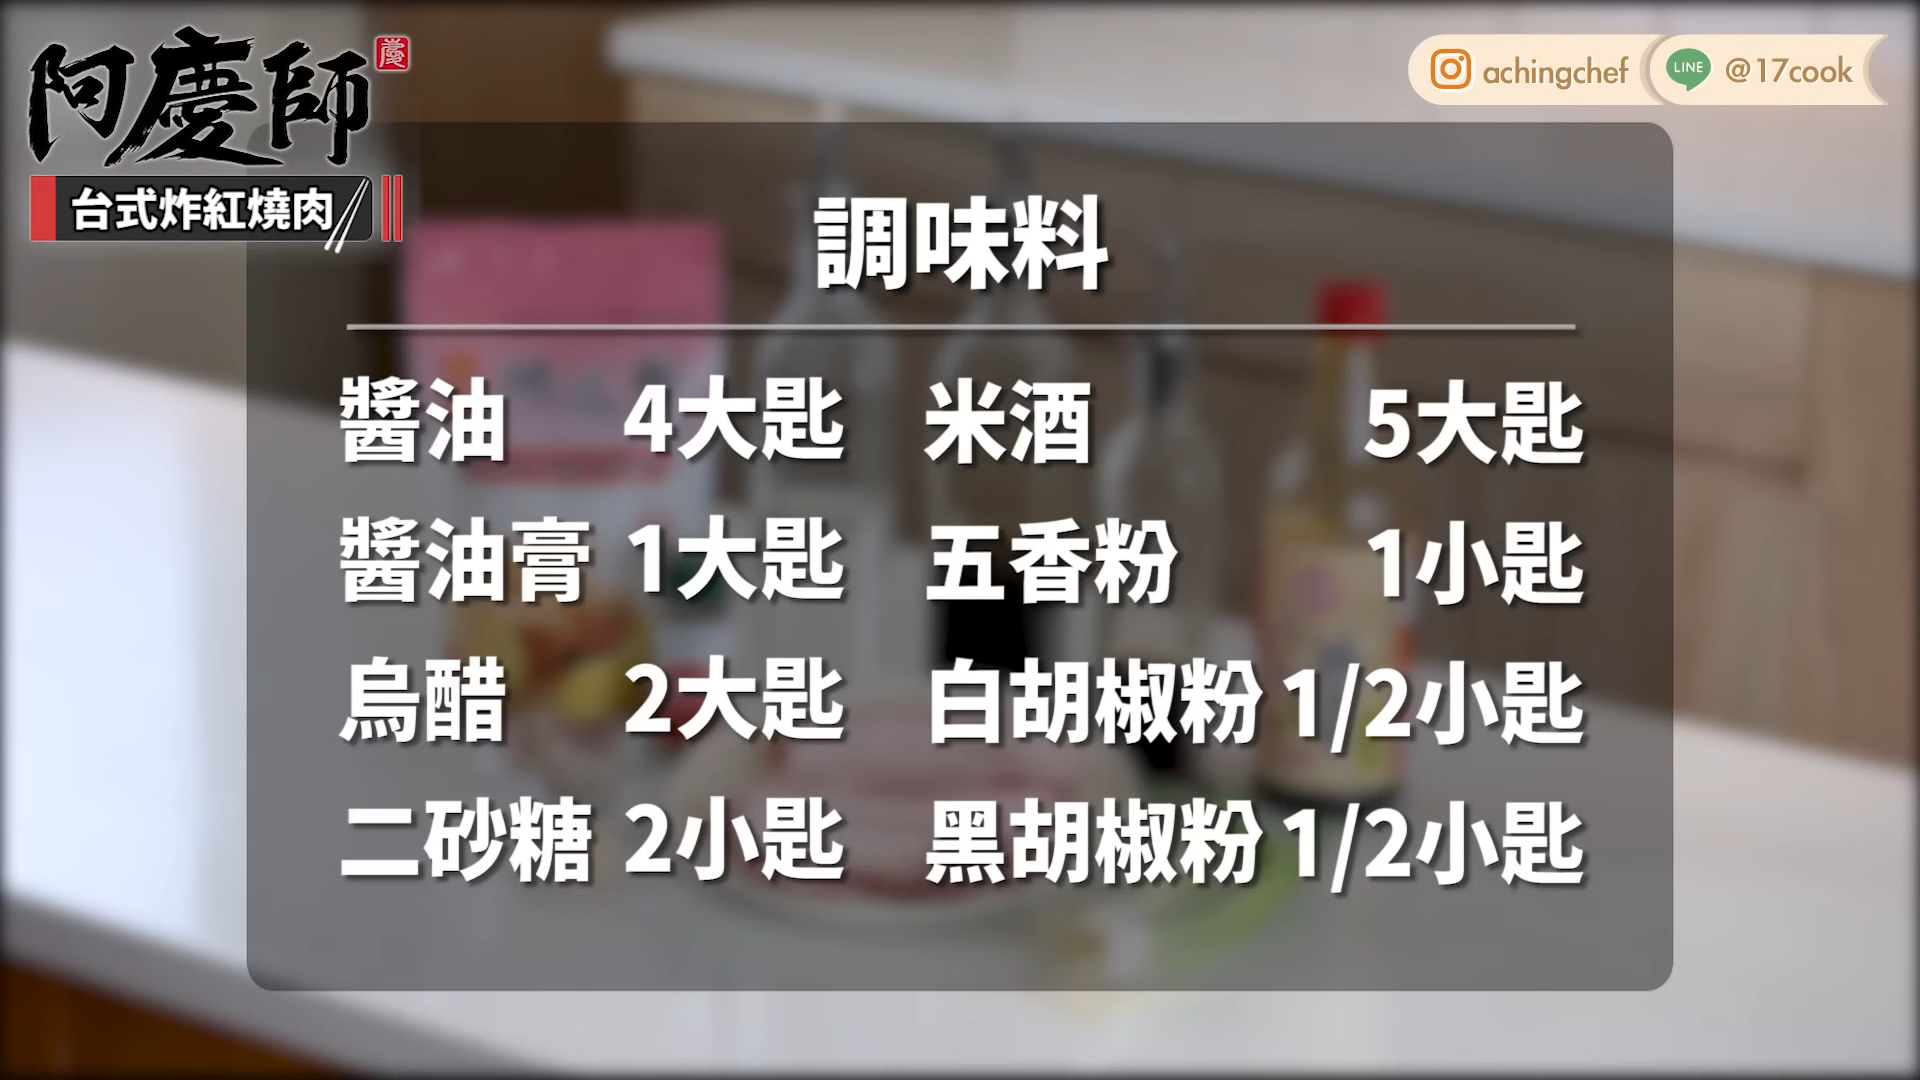 阿慶師
慶
台式炸紅燒肉
achingchef
LINE
@17cook
調味料
醬油 4大匙 米酒 5大匙
醬油膏 1大匙 五香粉 1小匙
烏醋 2大匙 白胡椒粉 1/2小匙
二砂糖 2小匙 黑胡椒粉 1/2小匙